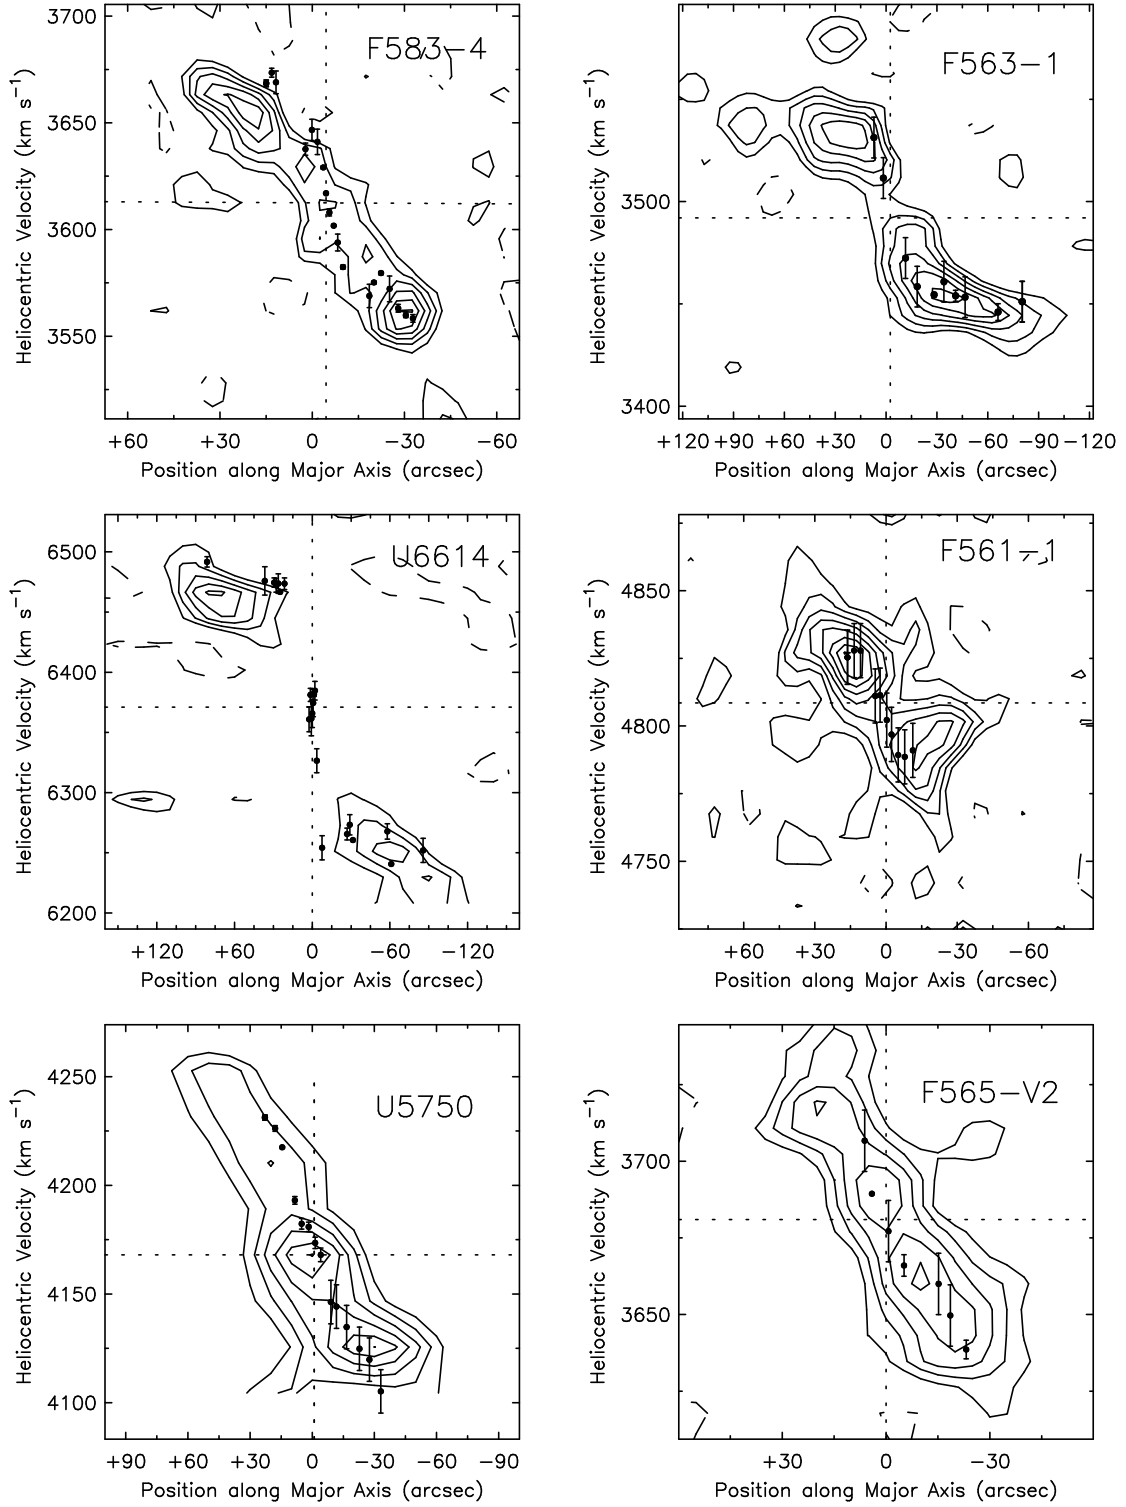 F583-4
3700
3650
3600
3550
Heliocentric Velocity (km s⁻¹)
+60 +30 0 -30 -60
Position along Major Axis (arcsec)
F563-1
3500
3400
Heliocentric Velocity (km s⁻¹)
+120 +90 +60 +30 0 -30 -60 -90 -120
Position along Major Axis (arcsec)
U6614
6500
6400
6300
6200
Heliocentric Velocity (km s⁻¹)
+120 +60 0 -60 -120
Position along Major Axis (arcsec)
F561-1
4850
4800
4750
Heliocentric Velocity (km s⁻¹)
+60 +30 0 -30 -60
Position along Major Axis (arcsec)
U5750
4250
4200
4150
4100
Heliocentric Velocity (km s⁻¹)
+90 +60 +30 0 -30 -60 -90
Position along Major Axis (arcsec)
F565-V2
3700
3650
Heliocentric Velocity (km s⁻¹)
+30 0 -30
Position along Major Axis (arcsec)